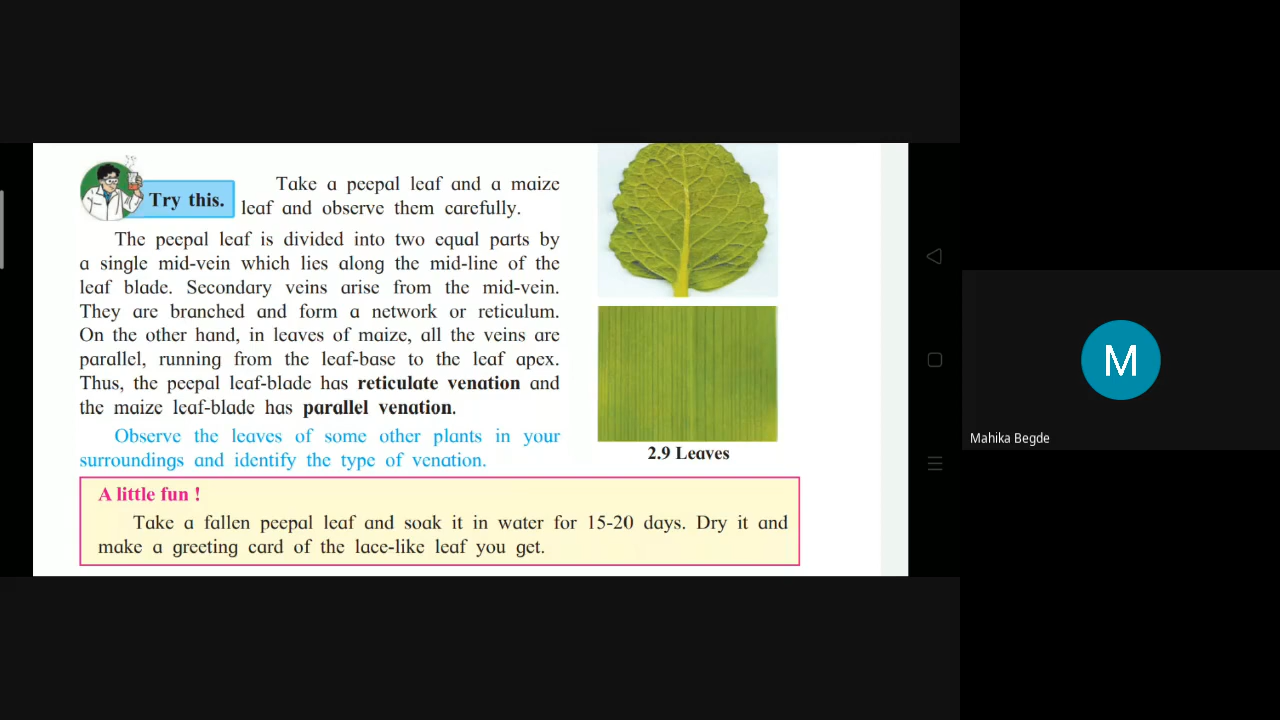 Try this.
Take a peepal leaf and a maize
leaf and observe them carefully.
The peepal leaf is divided into two equal parts by
a single mid-vein which lies along the mid-line of the
leaf blade. Secondary veins arise from the mid-vein.
They are branched and form a network or reticulum.
On the other hand, in leaves of maize, all the veins are
parallel, running from the leaf-base to the leaf apex.
Thus, the peepal leaf-blade has reticulate venation and
the maize leaf-blade has parallel venation.
Observe the leaves of some other plants in your
surroundings and identify the type of venation.
2.9 Leaves
A little fun !
Take a fallen peepal leaf and soak it in water for 15-20 days. Dry it and
make a greeting card of the lace-like leaf you get.
M
Mahika Begde